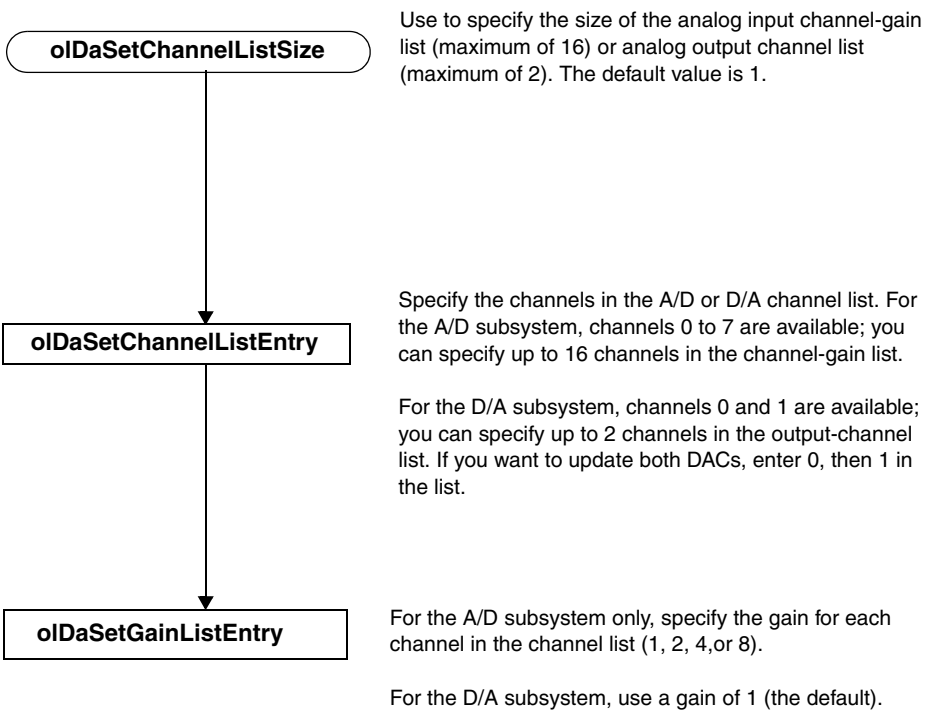 olDaSetChannelListSize
Use to specify the size of the analog input channel-gain
list (maximum of 16) or analog output channel list
(maximum of 2). The default value is 1.
olDaSetChannelListEntry
Specify the channels in the A/D or D/A channel list. For
the A/D subsystem, channels 0 to 7 are available; you
can specify up to 16 channels in the channel-gain list.
For the D/A subsystem, channels 0 and 1 are available;
you can specify up to 2 channels in the output-channel
list. If you want to update both DACs, enter 0, then 1 in
the list.
olDaSetGainListEntry
For the A/D subsystem only, specify the gain for each
channel in the channel list (1, 2, 4,or 8).
For the D/A subsystem, use a gain of 1 (the default).